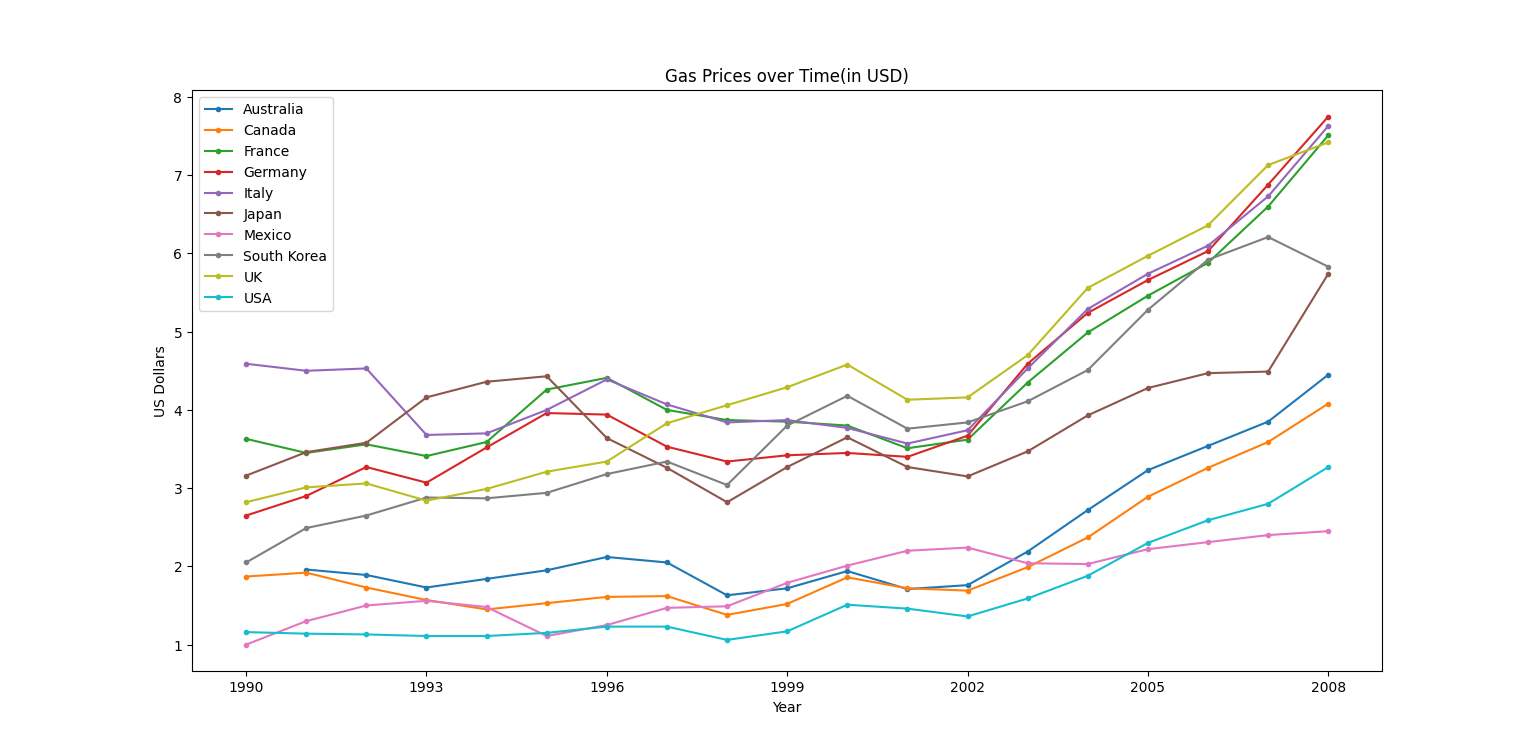 Gas Prices over Time(in USD)
8
7
6
5
4
3
2
1
US Dollars
Australia
Canada
France
Germany
Italy
Japan
Mexico
South Korea
UK
USA
1990 1993 1996 1999 2002 2005 2008
Year